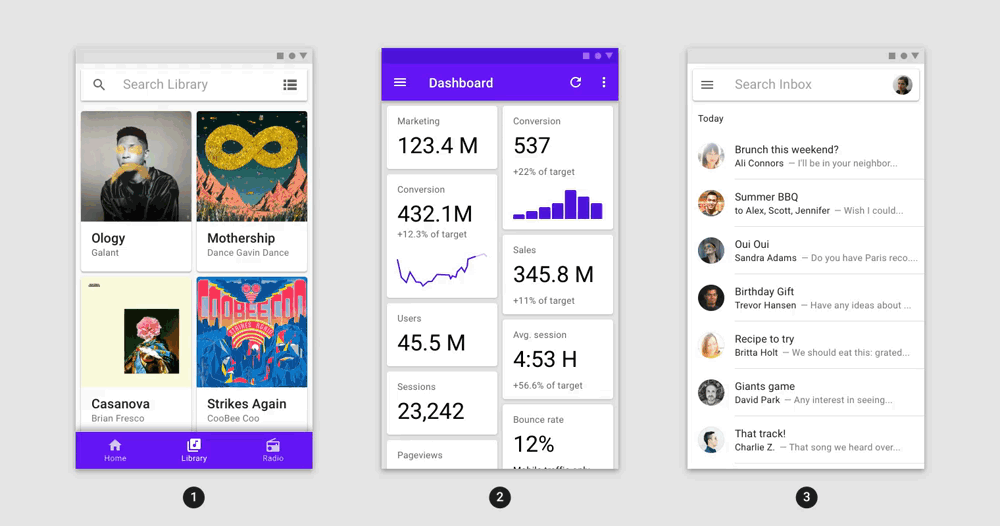 Search Library
Ology
Galant
Mothership
Dance Gavin Dance
COOBEE COO
STRIKES AGAIN
Casanova
Brian Fresco
Strikes Again
CooBee Coo
Home
Library
Radio
1
Dashboard
Marketing
123.4 M
Conversion
432.1M
+12.3% of target
Users
45.5 M
Sessions
23,242
Pageviews
Conversion
537
+22% of target
Sales
345.8 M
+11% of target
Avg. session
4:53 H
+56.6% of target
Bounce rate
12%
Mobile traffic only
2
Search Inbox
Today
Brunch this weekend?
Ali Connors — I'll be in your neighbor...
Summer BBQ
to Alex, Scott, Jennifer — Wish I could...
Oui Oui
Sandra Adams — Do you have Paris reco....
Birthday Gift
Trevor Hansen — Have any ideas about ...
Recipe to try
Britta Holt — We should eat this: grated...
Giants game
David Park — Any interest in seeing...
That track!
Charlie Z. — That song we heard over...
3